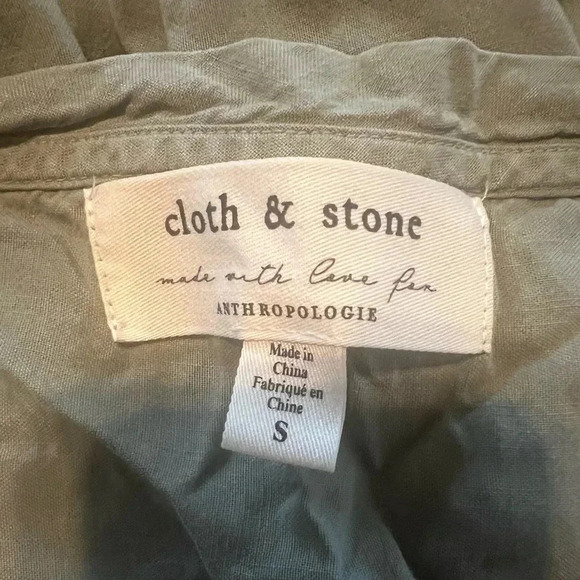 cloth & stone
made with love for
ANTHROPOLOGIE
Made in
China
Fabriqué en
Chine
S